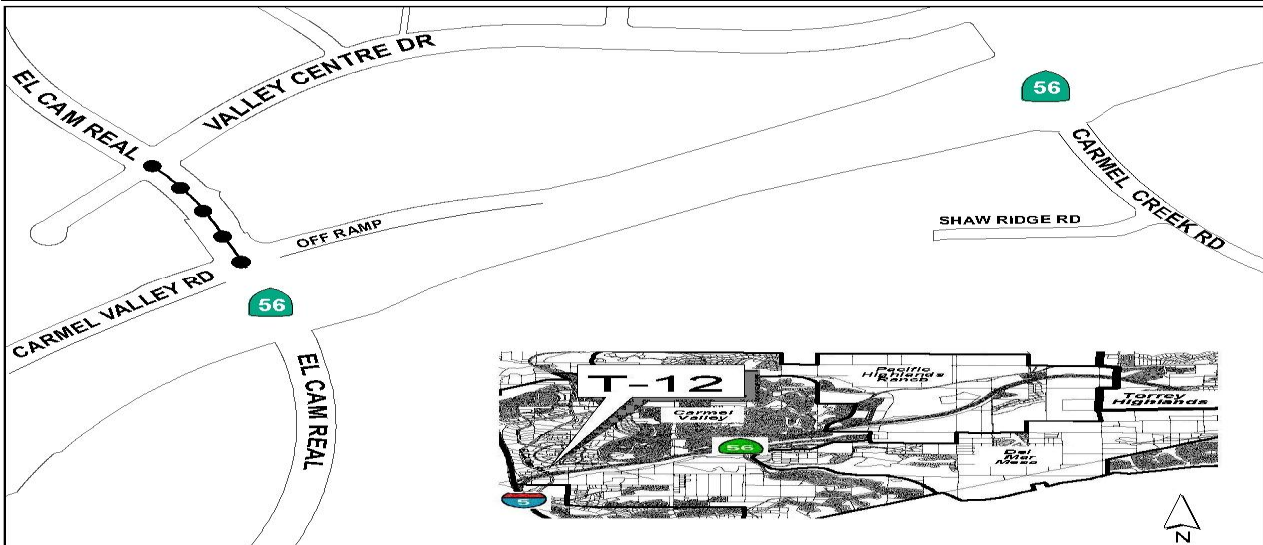 VALLEY CENTRE DR
EL CAM REAL
56
CARMEL CREEK RD
SHAW RIDGE RD
OFF RAMP
CARMEL VALLEY RD
56
EL CAM REAL
T-12
Pacific
Highlands
Ranch
Torrey
Highlands
Carmel
Valley
56
Del
Mar
Mesa
5
N